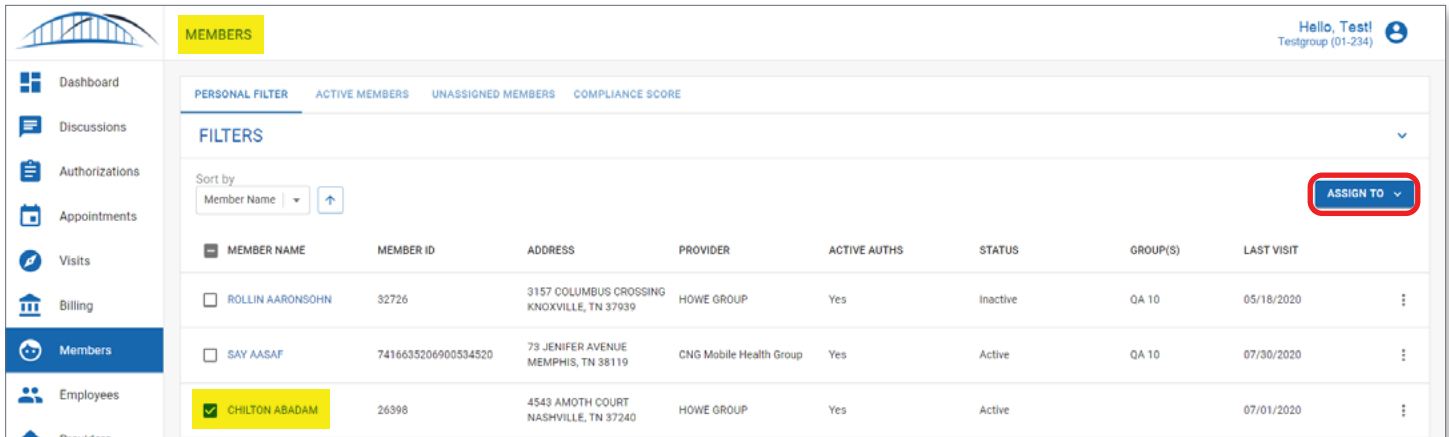 MEMBERS
Hello, Test!
Testgroup (01-234)
Dashboard
Discussions
Authorizations
Appointments
Visits
Billing
Members
Employees
PERSONAL FILTER ACTIVE MEMBERS UNASSIGNED MEMBERS COMPLIANCE SCORE
FILTERS
Sort by
Member Name
ASSIGN TO
MEMBER NAME MEMBER ID ADDRESS PROVIDER ACTIVE AUTHS STATUS GROUP(S) LAST VISIT
3157 COLUMBUS CROSSING
ROLLIN AARONSOHN 32726 HOWE GROUP Yes Inactive QA 10 05/18/2020
KNOXVILLE, TN 37939
73 JENIFER AVENUE
SAY AASAF 7416635206900534520 CNG Mobile Health Group Yes Active QA 10 07/30/2020
MEMPHIS, TN 38119
4543 AMOTH COURT
CHILTON ABADAM 26398 HOWE GROUP Yes Active 07/01/2020
NASHVILLE, TN 37240